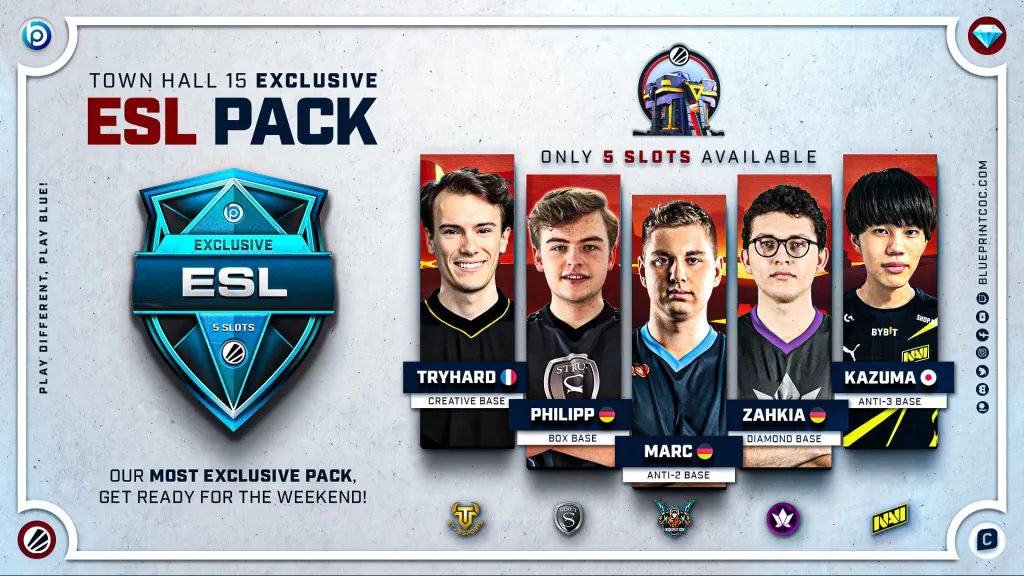 TOWN HALL 15 EXCLUSIVE
ESL PACK
ONLY 5 SLOTS AVAILABLE
PLAY DIFFERENT, PLAY BLUE!
EXCLUSIVE
ESL
5 SLOTS
OUR MOST EXCLUSIVE PACK,
GET READY FOR THE WEEKEND!
TRYHARD
CREATIVE BASE
STRUS
S
PHILIPP
BOX BASE
MARC
ANTI-2 BASE
ZAHKIA
DIAMOND BASE
BYBIT
KAZUMA
ANTI-3 BASE
BLUEPRINTCOC.COM
S
NAVI
C